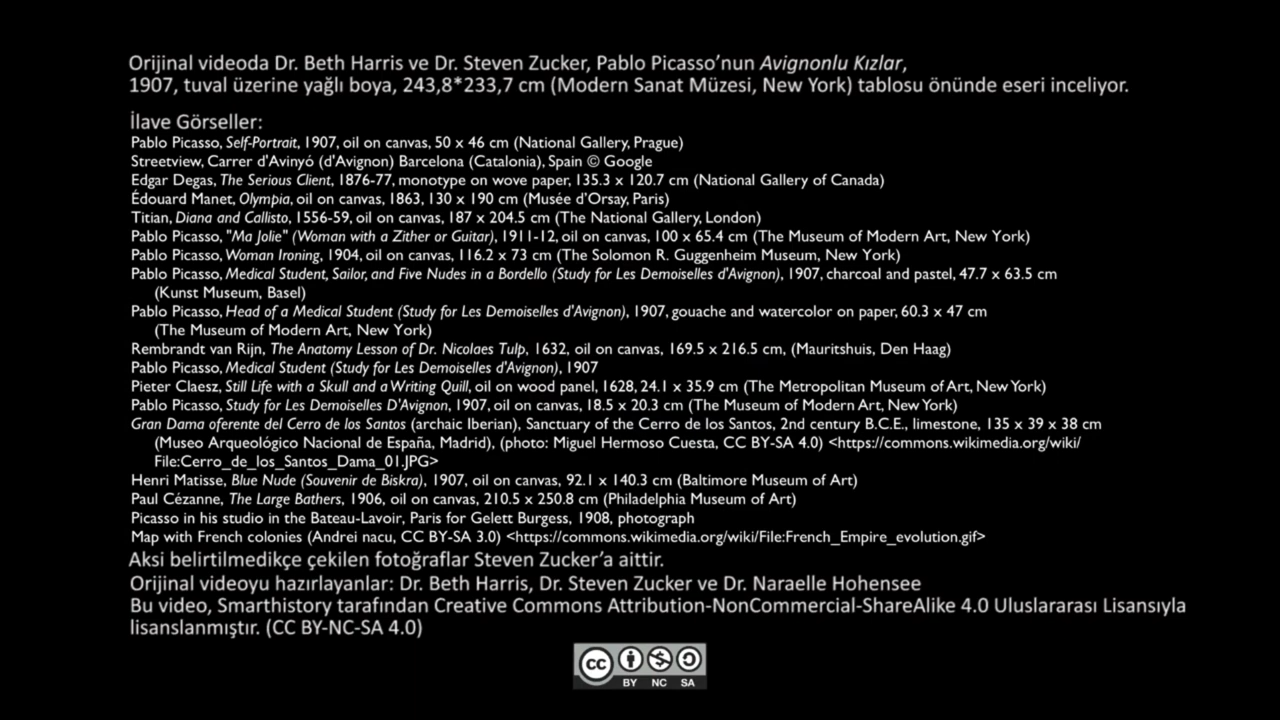 Orijinal videoda Dr. Beth Harris ve Dr. Steven Zucker, Pablo Picasso’nun Avignonlu Kızlar,
1907, tuval üzerine yağlı boya, 243,8*233,7 cm (Modern Sanat Müzesi, New York) tablosu önünde eseri inceliyor.
İlave Görseller:
Pablo Picasso, Self-Portrait, 1907, oil on canvas, 50 x 46 cm (National Gallery, Prague)
Streetview, Carrer d'Avinyó (d'Avignon) Barcelona (Catalonia), Spain © Google
Edgar Degas, The Serious Client, 1876-77, monotype on wove paper, 135.3 x 120.7 cm (National Gallery of Canada)
Édouard Manet, Olympia, oil on canvas, 1863, 130 x 190 cm (Musée d'Orsay, Paris)
Titian, Diana and Callisto, 1556-59, oil on canvas, 187 x 204.5 cm (The National Gallery, London)
Pablo Picasso, "Ma Jolie" (Woman with a Zither or Guitar), 1911-12, oil on canvas, 100 x 65.4 cm (The Museum of Modern Art, New York)
Pablo Picasso, Woman Ironing, 1904, oil on canvas, 116.2 x 73 cm (The Solomon R. Guggenheim Museum, New York)
Pablo Picasso, Medical Student, Sailor, and Five Nudes in a Bordello (Study for Les Demoiselles d'Avignon), 1907, charcoal and pastel, 47.7 x 63.5 cm
(Kunst Museum, Basel)
Pablo Picasso, Head of a Medical Student (Study for Les Demoiselles d'Avignon), 1907, gouache and watercolor on paper, 60.3 x 47 cm
(The Museum of Modern Art, New York)
Rembrandt van Rijn, The Anatomy Lesson of Dr. Nicolaes Tulp, 1632, oil on canvas, 169.5 x 216.5 cm, (Mauritshuis, Den Haag)
Pablo Picasso, Medical Student (Study for Les Demoiselles d'Avignon), 1907
Pieter Claesz, Still Life with a Skull and a Writing Quill, oil on wood panel, 1628, 24.1 x 35.9 cm (The Metropolitan Museum of Art, New York)
Pablo Picasso, Study for Les Demoiselles D'Avignon, 1907, oil on canvas, 18.5 x 20.3 cm (The Museum of Modern Art, New York)
Gran Dama oferente del Cerro de los Santos (archaic Iberian), Sanctuary of the Cerro de los Santos, 2nd century B.C.E., limestone, 135 x 39 x 38 cm
(Museo Arqueológico Nacional de España, Madrid), (photo: Miguel Hermoso Cuesta, CC BY-SA 4.0) <https://commons.wikimedia.org/wiki/
File:Cerro_de_los_Santos_Dama_01.JPG>
Henri Matisse, Blue Nude (Souvenir de Biskra), 1907, oil on canvas, 92.1 x 140.3 cm (Baltimore Museum of Art)
Paul Cézanne, The Large Bathers, 1906, oil on canvas, 210.5 x 250.8 cm (Philadelphia Museum of Art)
Picasso in his studio in the Bateau-Lavoir, Paris for Gelett Burgess, 1908, photograph
Map with French colonies (Andrei nacu, CC BY-SA 3.0) <https://commons.wikimedia.org/wiki/File:French_Empire_evolution.gif>
Aksi belirtilmedikçe çekilen fotoğraflar Steven Zucker’a aittir.
Orijinal videoyu hazırlayanlar: Dr. Beth Harris, Dr. Steven Zucker ve Dr. Naraelle Hohensee
Bu video, Smarthistory tarafından Creative Commons Attribution-NonCommercial-ShareAlike 4.0 Uluslararası Lisansıyla
lisanslanmıştır. (CC BY-NC-SA 4.0)
cc
BY NC SA